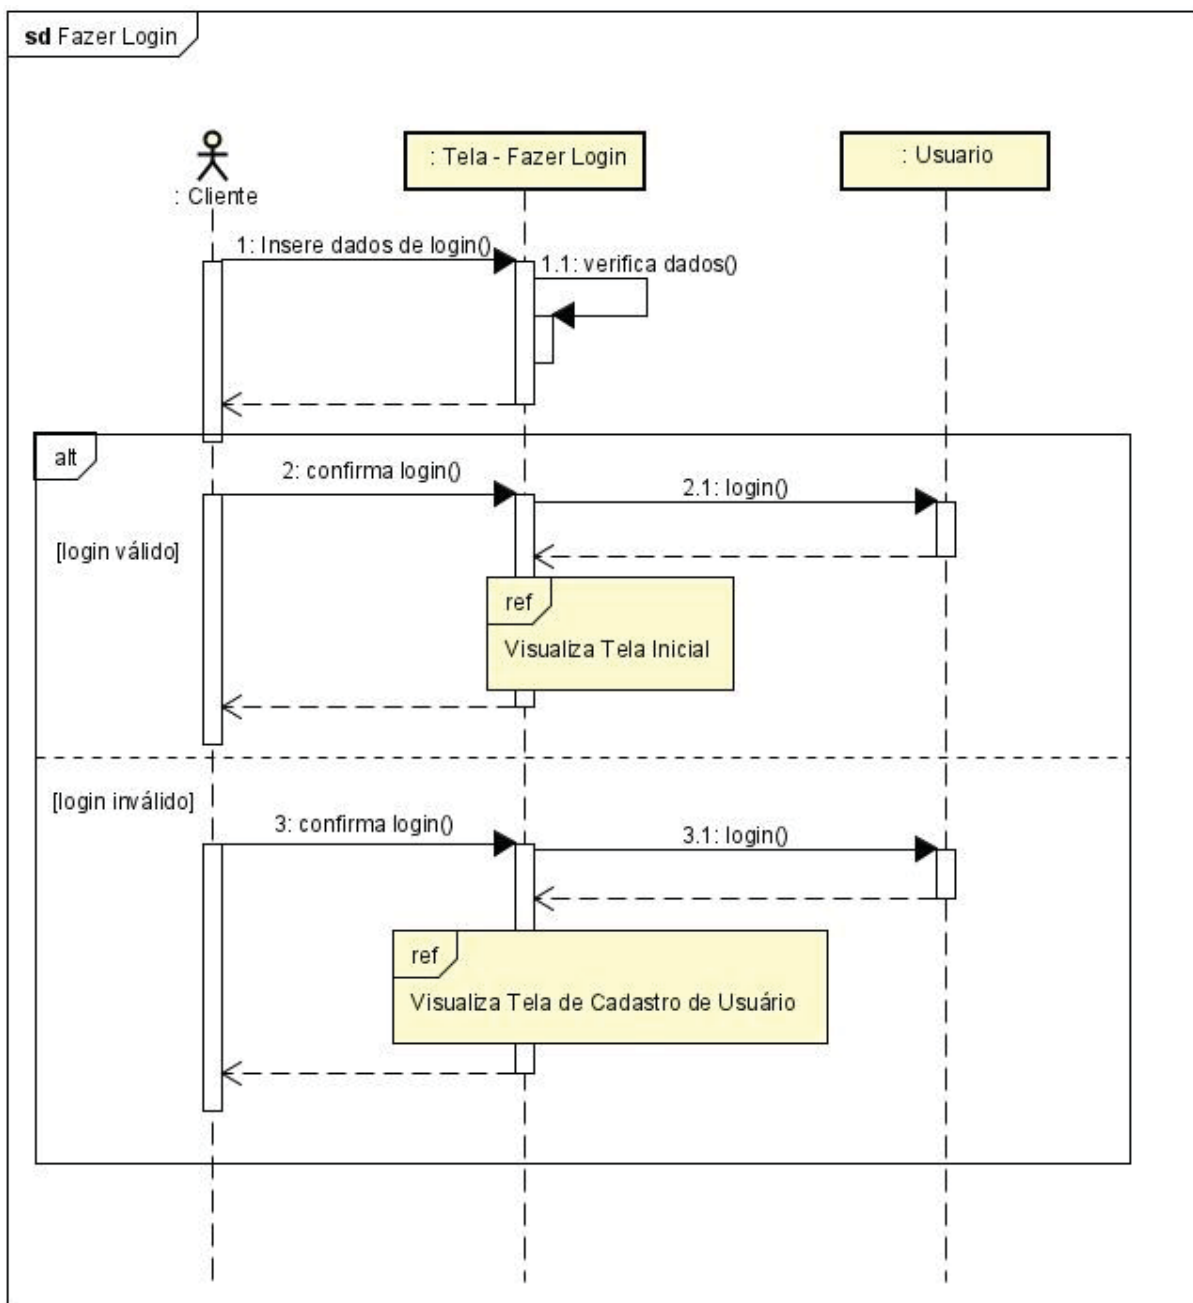 sd Fazer Login
: Cliente
: Tela - Fazer Login
: Usuario
1: Insere dados de login()
1.1: verifica dados()
alt
2: confirma login()
2.1: login()
[login válido]
ref
Visualiza Tela Inicial
[login inválido]
3: confirma login()
3.1: login()
ref
Visualiza Tela de Cadastro de Usuário